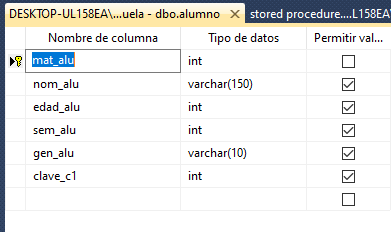 DESKTOP-UL158EA\...uela - dbo.alumno stored procedure....L158EA\
Nombre de columna Tipo de datos Permitir val...
mat_alu int
nom_alu varchar(150)
edad_alu int
sem_alu int
gen_alu varchar(10)
clave_c1 int